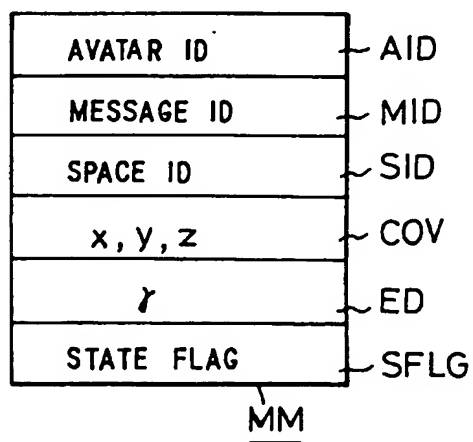 AVATAR ID AID
MESSAGE ID MID
SPACE ID SID
x, y, z COV
γ ED
STATE FLAG SFLG
MM